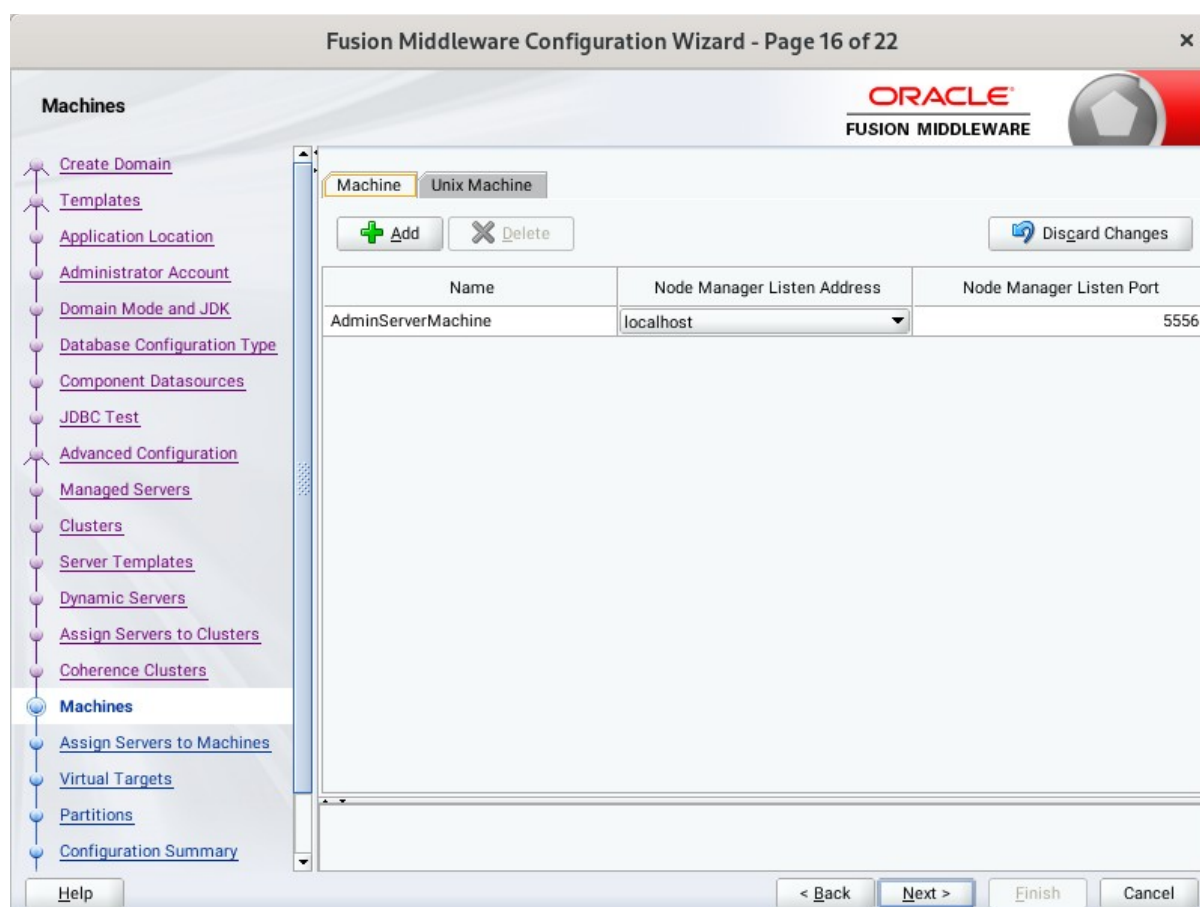 Fusion Middleware Configuration Wizard - Page 16 of 22
Machines
ORACLE
FUSION MIDDLEWARE
Create Domain
Templates
Application Location
Administrator Account
Domain Mode and JDK
Database Configuration Type
Component Datasources
JDBC Test
Advanced Configuration
Managed Servers
Clusters
Server Templates
Dynamic Servers
Assign Servers to Clusters
Coherence Clusters
Machines
Assign Servers to Machines
Virtual Targets
Partitions
Configuration Summary
Machine Unix Machine
Add Delete Discard Changes
Name Node Manager Listen Address Node Manager Listen Port
AdminServerMachine localhost 5556
Help < Back Next > Finish Cancel